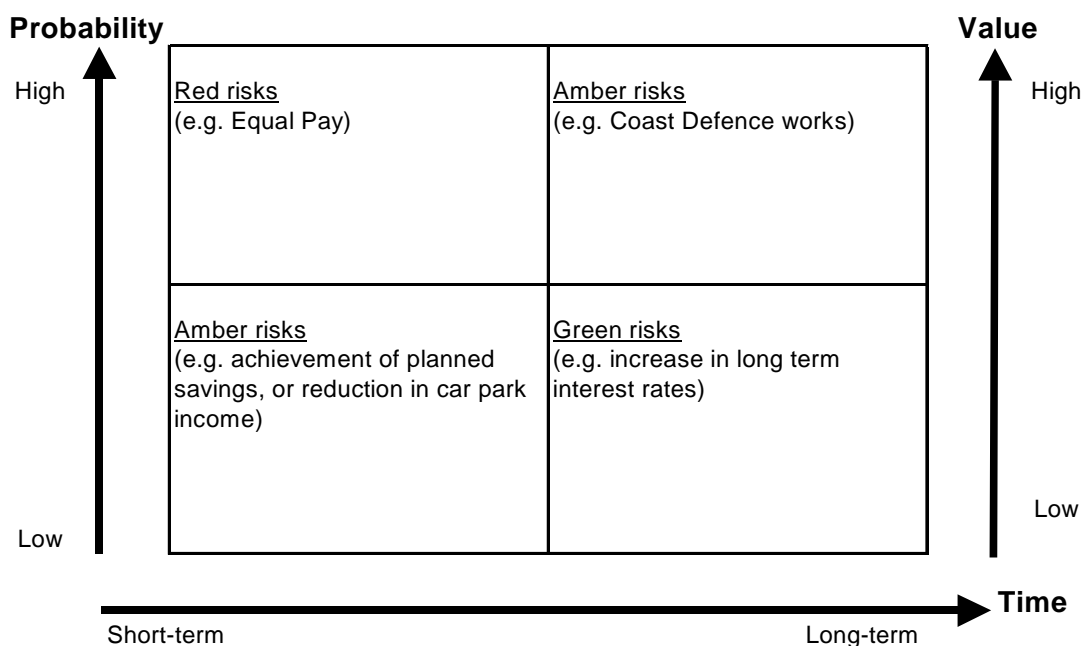 Probability
Value
High
High
Red risks
(e.g. Equal Pay)
Amber risks
(e.g. Coast Defence works)
Amber risks
(e.g. achievement of planned
savings, or reduction in car park
income)
Green risks
(e.g. increase in long term
interest rates)
Low
Low
Time
Short-term
Long-term